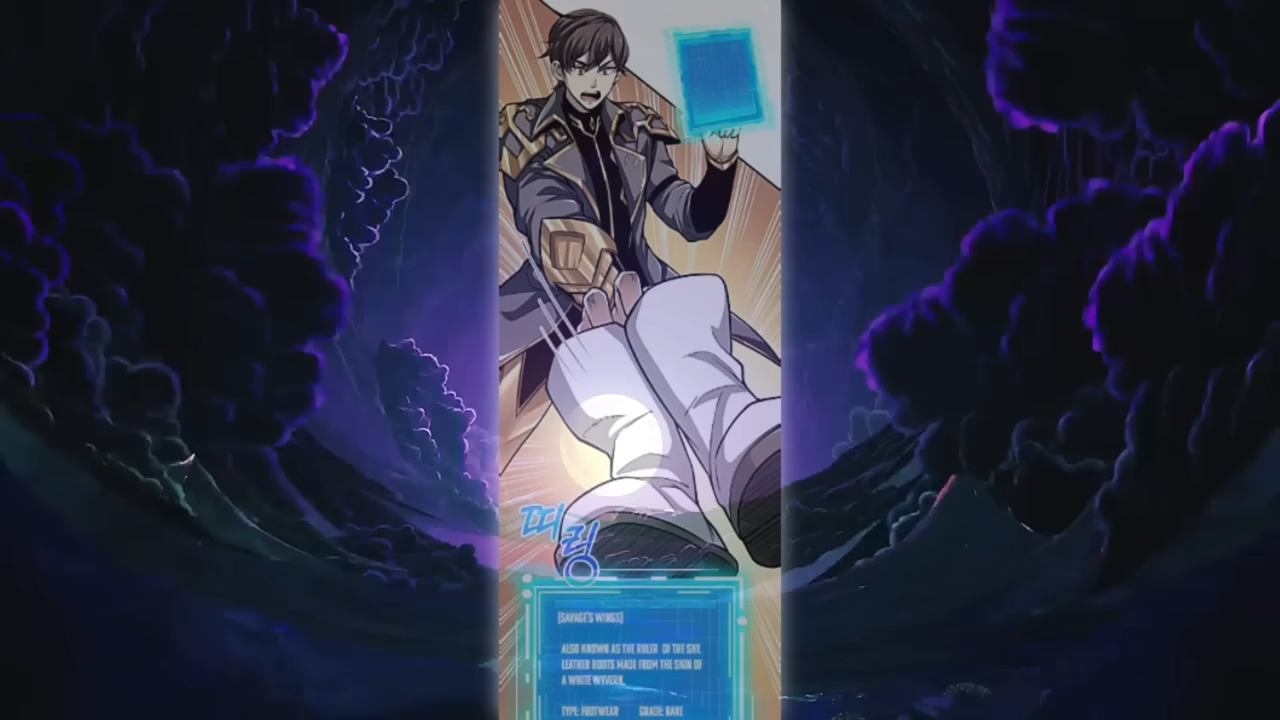 띠
링
[SAVAGE'S WINGS]
ALSO KNOWN AS THE RULER OF THE SKY.
LEATHER BOOTS MADE FROM THE SKIN OF
A WHITE WYVERN.
TYPE: FOOTWEAR GRADE: RARE